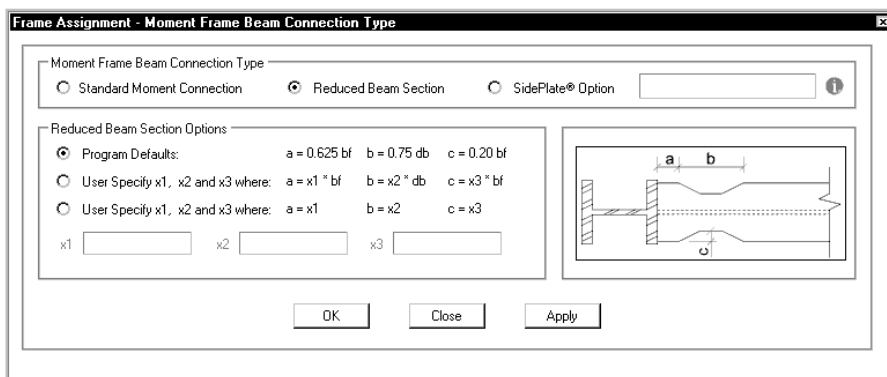 Frame Assignment - Moment Frame Beam Connection Type
x
Moment Frame Beam Connection Type
Standard Moment Connection Reduced Beam Section SidePlate® Option i
Reduced Beam Section Options
Program Defaults: a = 0.625 bf b = 0.75 db c = 0.20 bf
User Specify x1, x2 and x3 where: a = x1 * bf b = x2 * db c = x3 * bf
User Specify x1, x2 and x3 where: a = x1 b = x2 c = x3
x1 x2 x3
a b
c
OK Close Apply